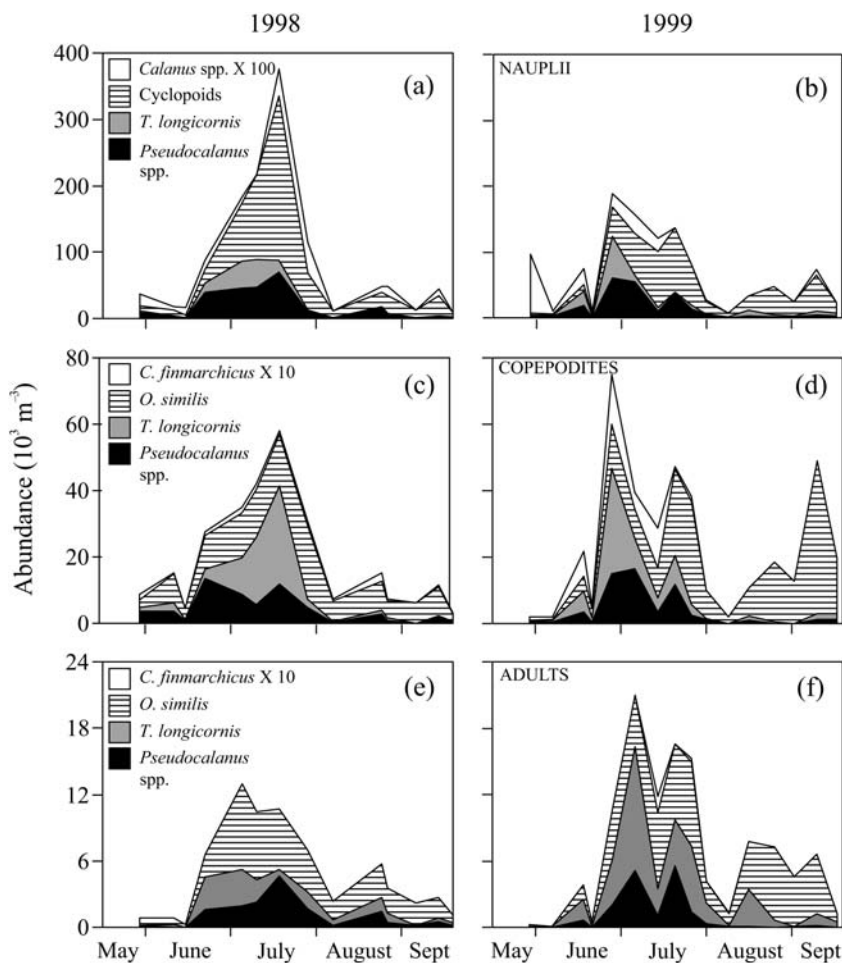 1998
1999
400
300
200
100
0
Calanus spp. X 100
Cyclopoids
T. longicornis
Pseudocalanus
spp.
(a)
NAUPLII
(b)
80
60
40
20
0
C. finmarchicus X 10
O. similis
T. longicornis
Pseudocalanus
spp.
(c)
COPEPODITES
(d)
Abundance (10³ m⁻³)
24
18
12
6
0
C. finmarchicus X 10
O. similis
T. longicornis
Pseudocalanus
spp.
(e)
ADULTS
(f)
May June July August Sept
May June July August Sept